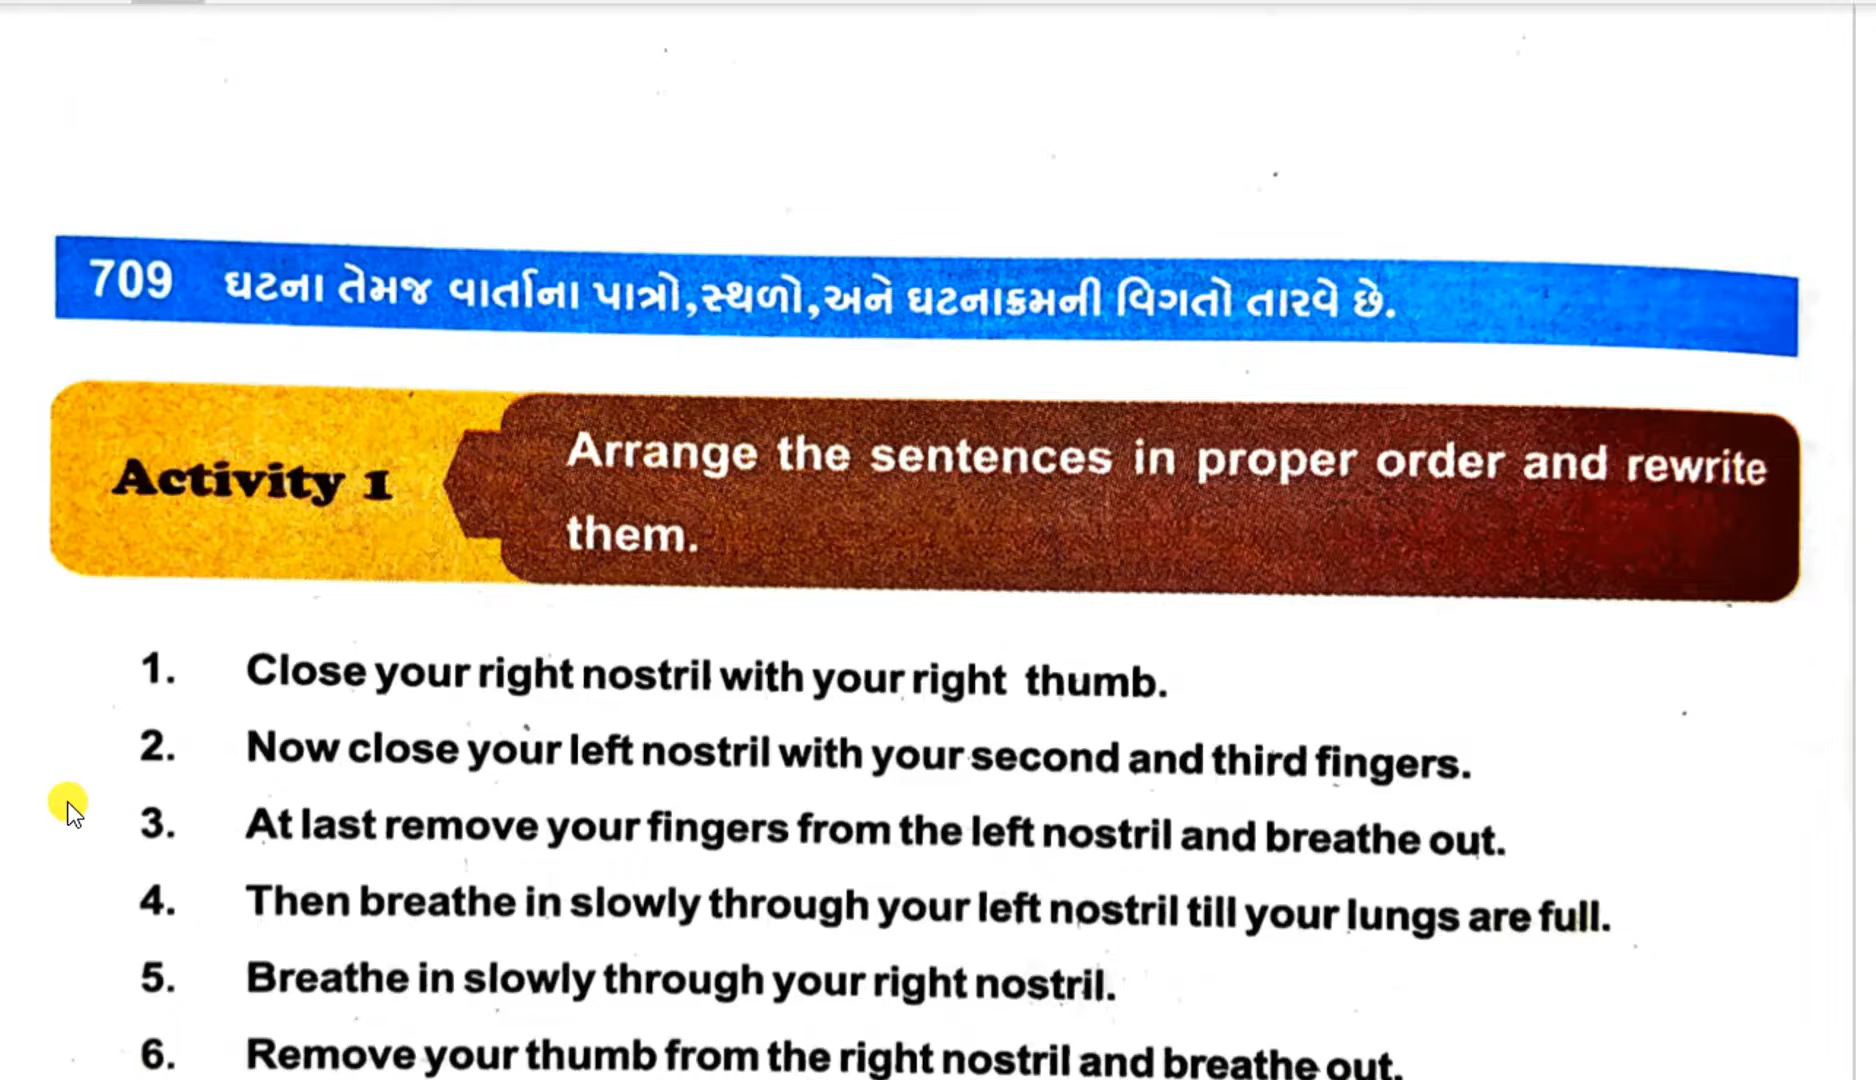 709 ઘટના તેમજ વાર્તાના પાત્રો,સ્થળો,અને ઘટનાક્રમની વિગતો તારવે છે.
Activity 1
Arrange the sentences in proper order and rewrite
them.
1. Close your right nostril with your right thumb.
2. Now close your left nostril with your second and third fingers.
3. At last remove your fingers from the left nostril and breathe out.
4. Then breathe in slowly through your left nostril till your lungs are full.
5. Breathe in slowly through your right nostril.
6. Remove your thumb from the right nostril and breathe out.